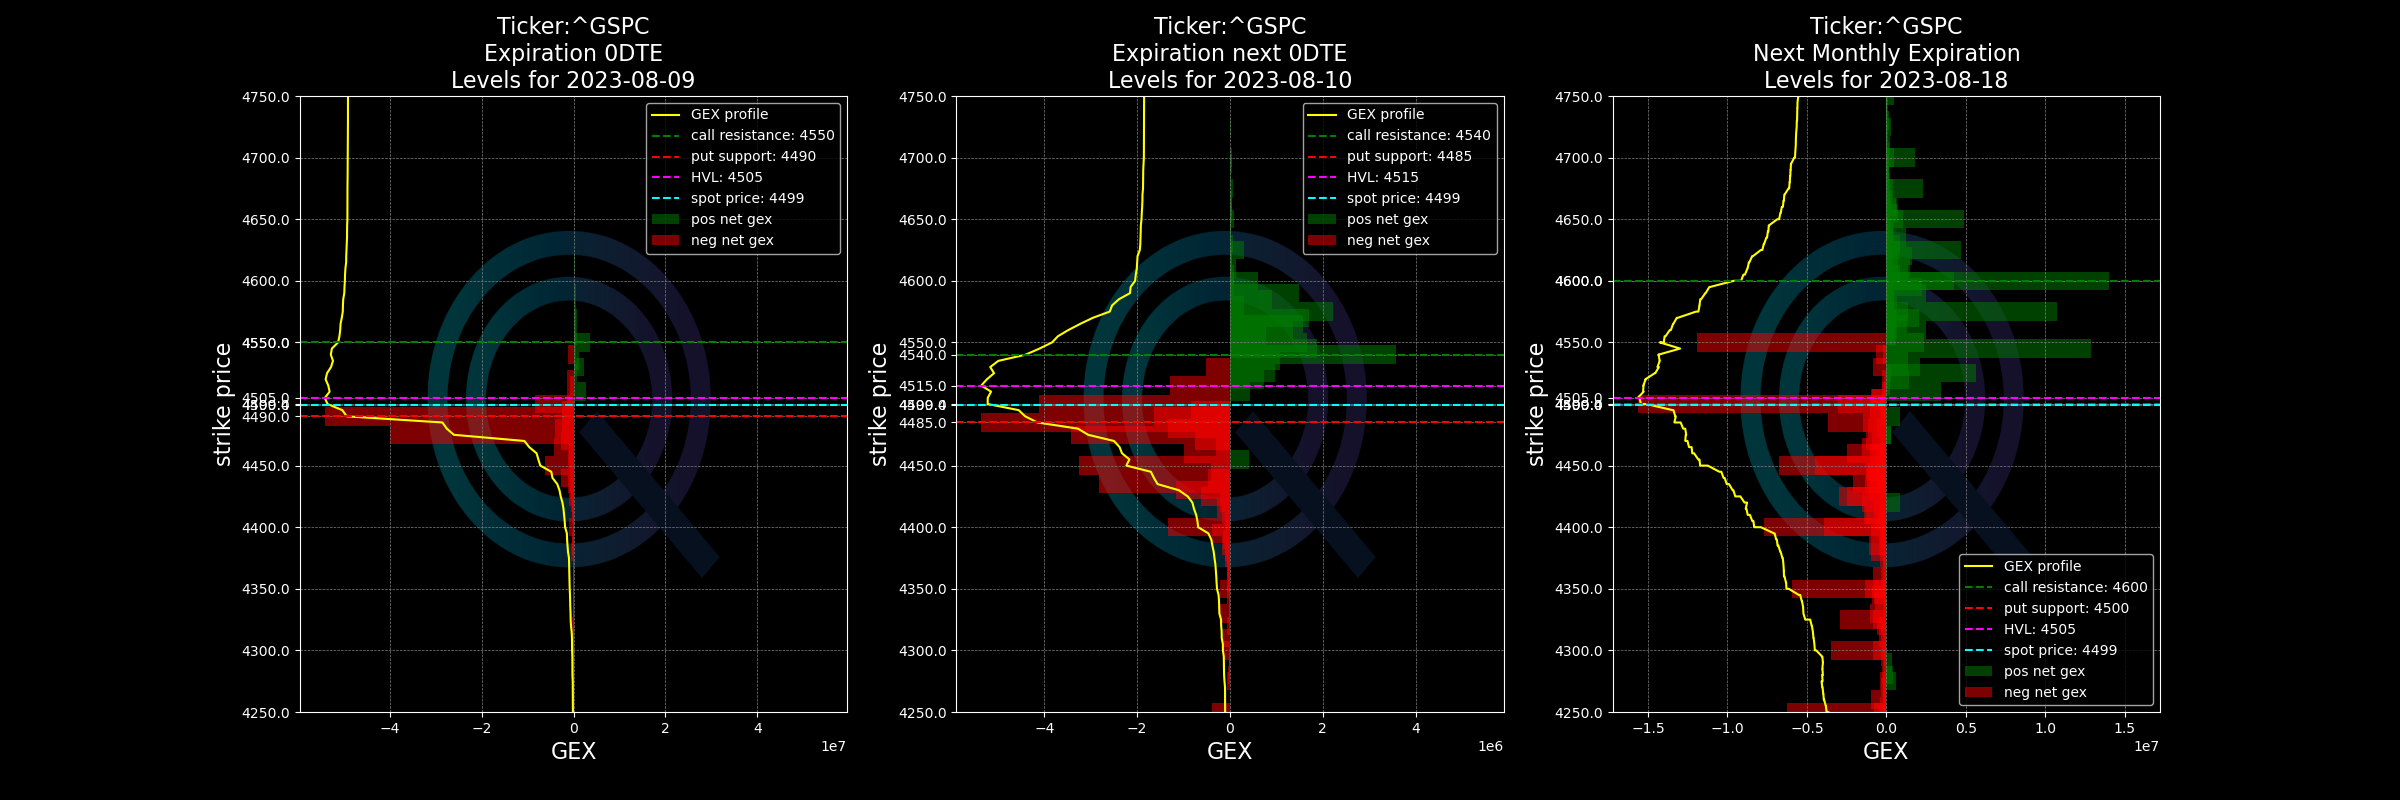 Ticker:^GSPC
Expiration 0DTE
Levels for 2023-08-09
4750.0
4700.0
4650.0
4600.0
4550.0
4505.0
4490.0
4450.0
4400.0
4350.0
4300.0
4250.0
strike price
GEX profile
call resistance: 4550
put support: 4490
HVL: 4505
spot price: 4499
pos net gex
neg net gex
−4
−2
0
2
4
1e7
GEX
Ticker:^GSPC
Expiration next 0DTE
Levels for 2023-08-10
4750.0
4700.0
4650.0
4600.0
4550.0
4540.0
4515.0
4485.0
4450.0
4400.0
4350.0
4300.0
4250.0
strike price
GEX profile
call resistance: 4540
put support: 4485
HVL: 4515
spot price: 4499
pos net gex
neg net gex
−4
−2
0
2
4
1e6
GEX
Ticker:^GSPC
Next Monthly Expiration
Levels for 2023-08-18
4750.0
4700.0
4650.0
4600.0
4550.0
4505.0
4450.0
4400.0
4350.0
4300.0
4250.0
strike price
GEX profile
call resistance: 4600
put support: 4500
HVL: 4505
spot price: 4499
pos net gex
neg net gex
−1.5
−1.0
−0.5
0.0
0.5
1.0
1.5
1e7
GEX